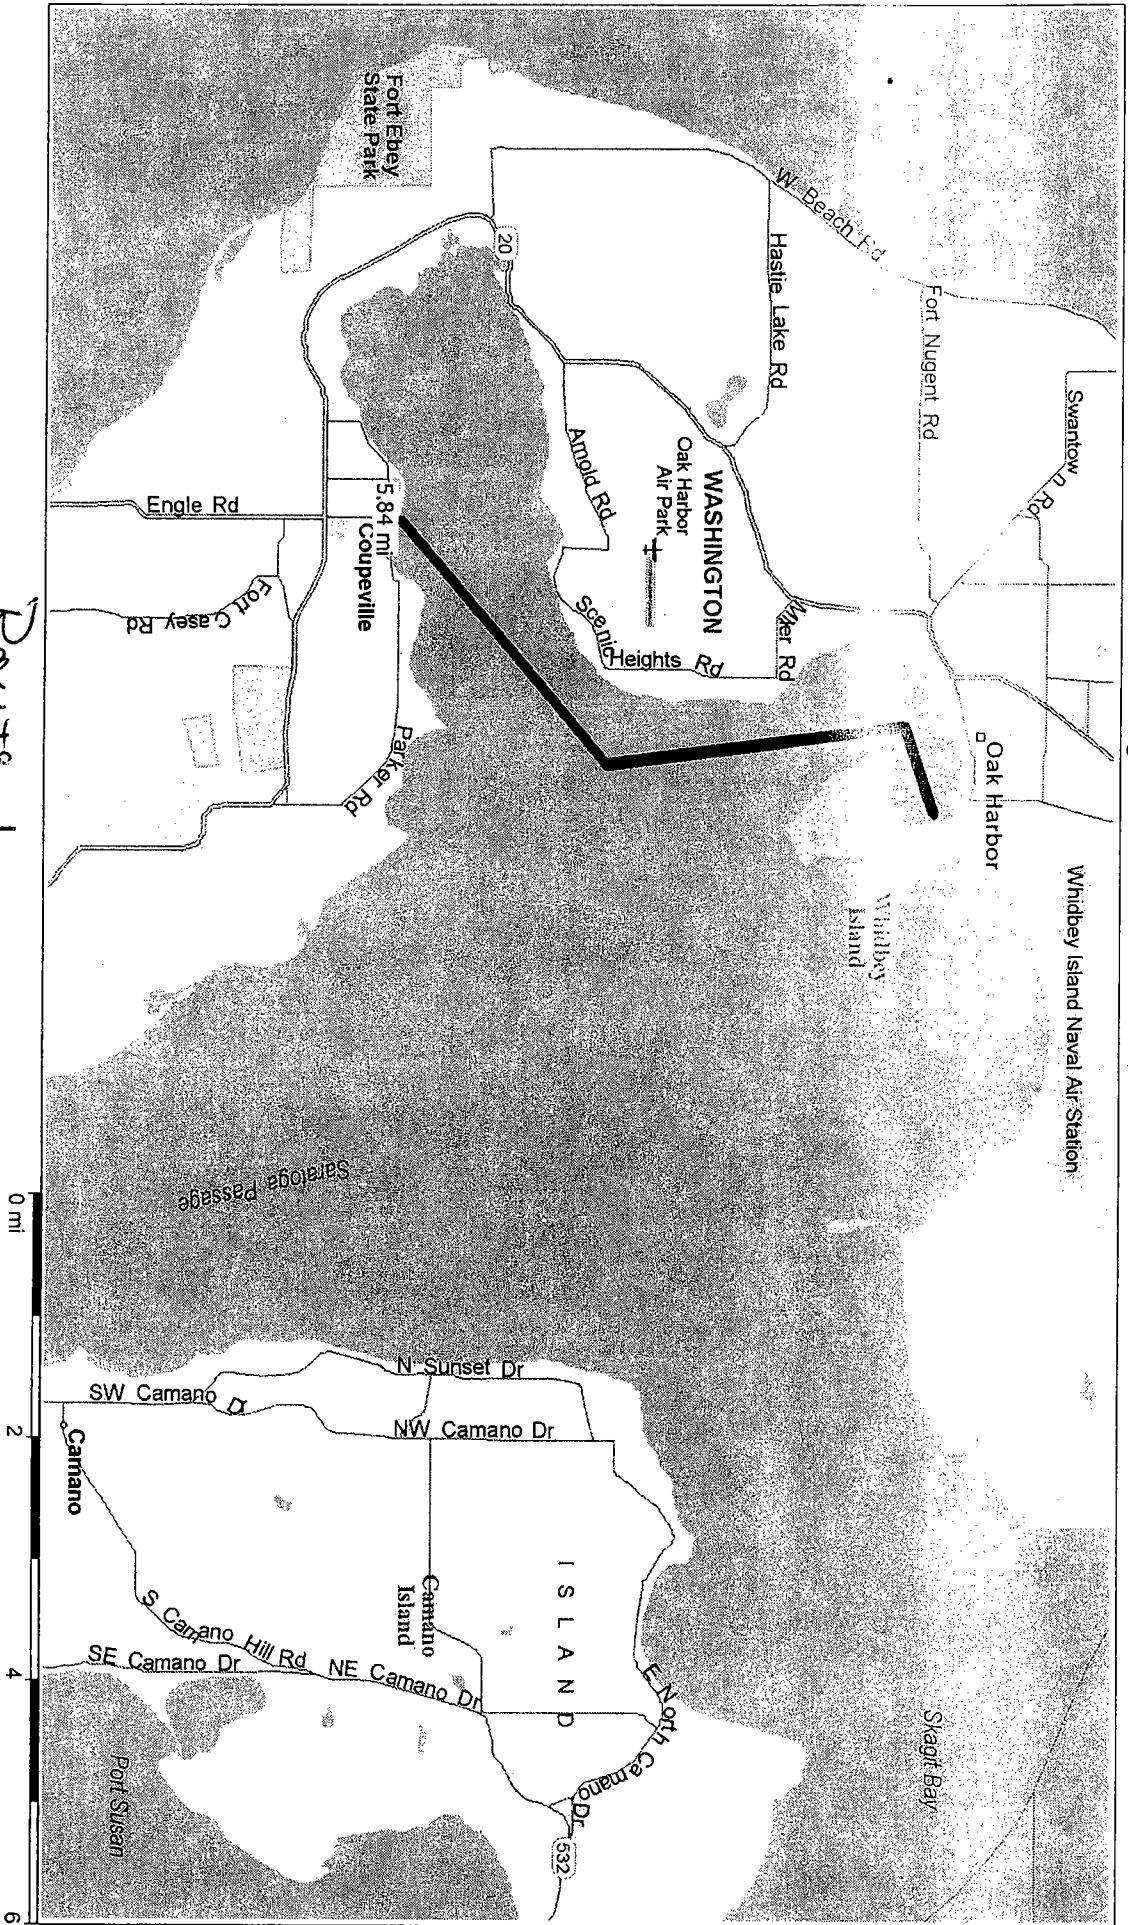 Whidbey Island Naval Air Station
Swantown Rd
Oak Harbor
Fort Nugent Rd
Skagit Bay
Whidbey
Island
W Beach Rd
Hastie Lake Rd
Miller Rd
WASHINGTON
Oak Harbor
Air Park
Heights Rd
Scenic
Arnold Rd
E North Camano Dr
ISLAND
532
20
N Sunset Dr
NW Camano Dr
Camano
Island
NE Camano Dr
Fort Ebey
State Park
5.84 mi
Coupeville
Parker Rd
Saratoga Passage
Engle Rd
Fort Casey Rd
SW Camano Dr
Camano
S Camano Hill Rd
SE Camano Dr
Port Susan
0 mi
2
4
6